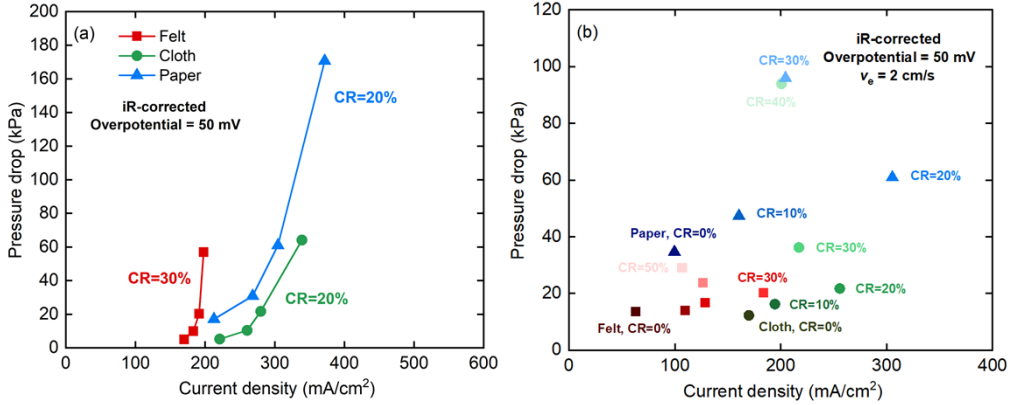 (a)
Felt
Cloth
Paper
iR-corrected
Overpotential = 50 mV
CR=20%
CR=30%
CR=20%
200
180
160
140
120
100
80
60
40
20
0
Pressure drop (kPa)
0 100 200 300 400 500 600
Current density (mA/cm²)
(b)
iR-corrected
Overpotential = 50 mV
vₑ = 2 cm/s
CR=30%
CR=40%
CR=20%
CR=10%
Paper, CR=0%
CR=30%
CR=50%
CR=30%
CR=20%
CR=10%
Felt, CR=0%
Cloth, CR=0%
120
100
80
60
40
20
0
Pressure drop (kPa)
0 100 200 300 400
Current density (mA/cm²)